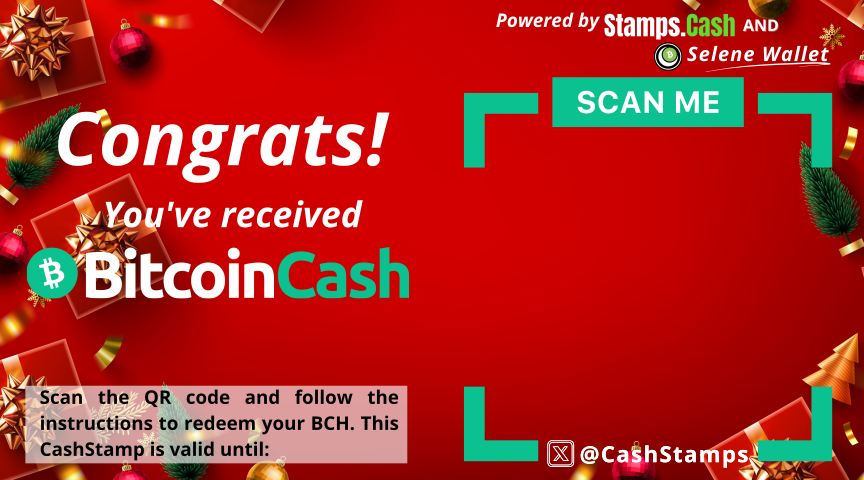 Powered by Stamps.Cash AND
Selene Wallet
SCAN ME
Congrats!
You've received
BitcoinCash
Scan the QR code and follow the
instructions to redeem your BCH. This
CashStamp is valid until:
@CashStamps